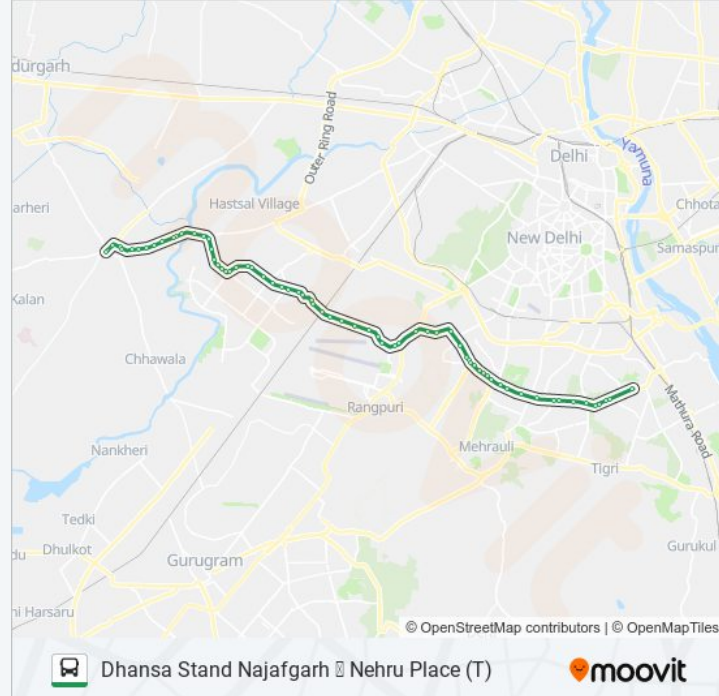 durgarh
Outer Ring Road
Delhi
Yamuna
arheri
Hastsal Village
Chhota
New Delhi
Samaspur
Kalan
Chhawala
Rangpuri
Mathura Road
Mehrauli
Nankheri
Tigri
Tedki
du
Dhulkot
Gurugram
Gurukul
ni Harsaru
© OpenStreetMap contributors | © OpenMapTiles
Dhansa Stand Najafgarh  Nehru Place (T)
moovit